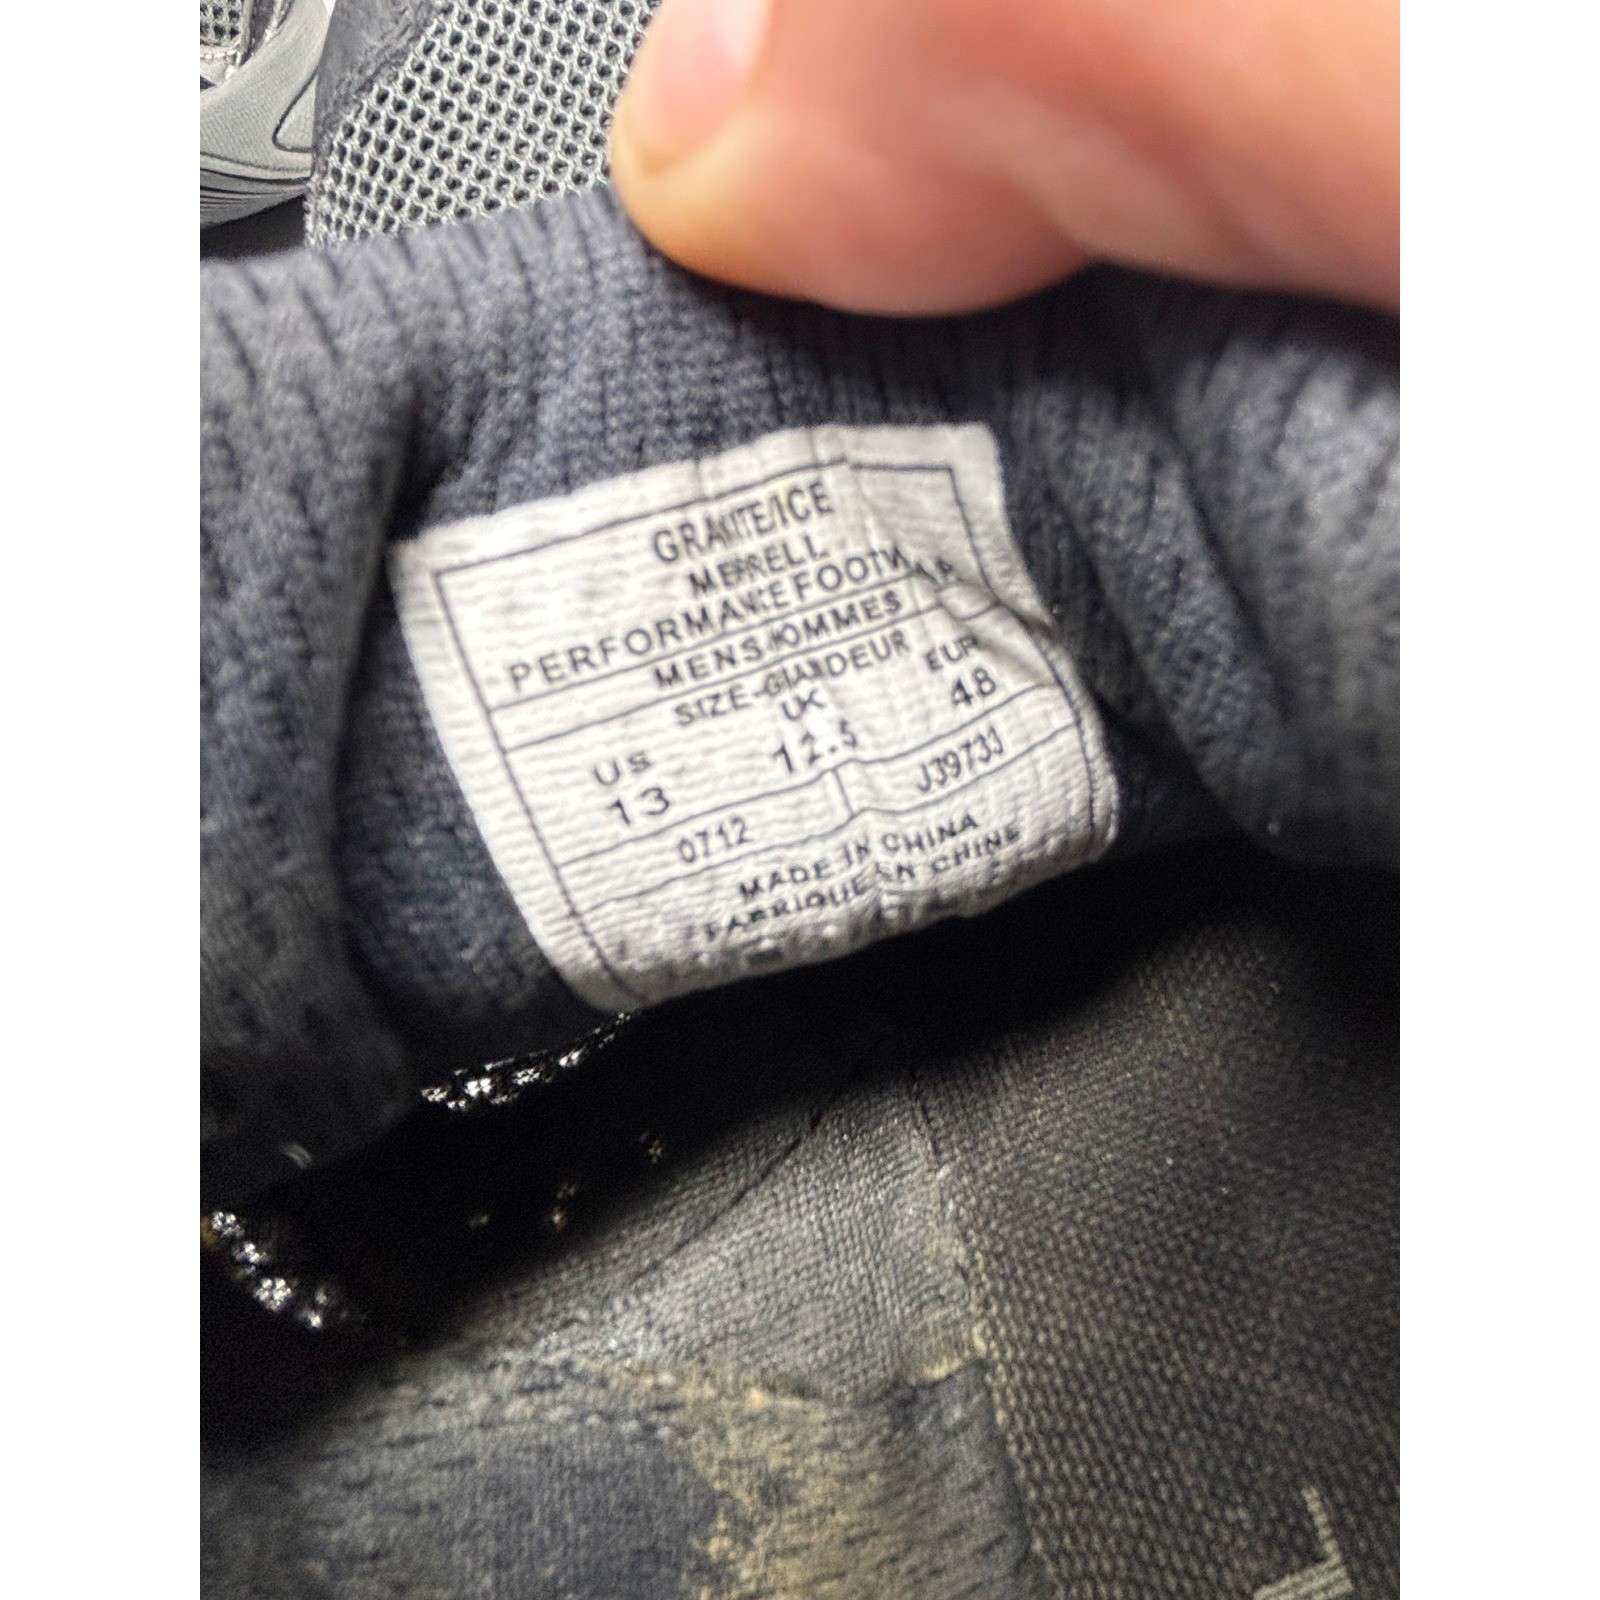 GRANITE/ICE
MERRELL
PERFORMANCE FOOTWEAR
MENS/HOMMES
SIZE-GRANDEUR
US UK EUR
13 12.5 48
0712 J39733
MADE IN CHINA
FABRIQUE EN CHINE